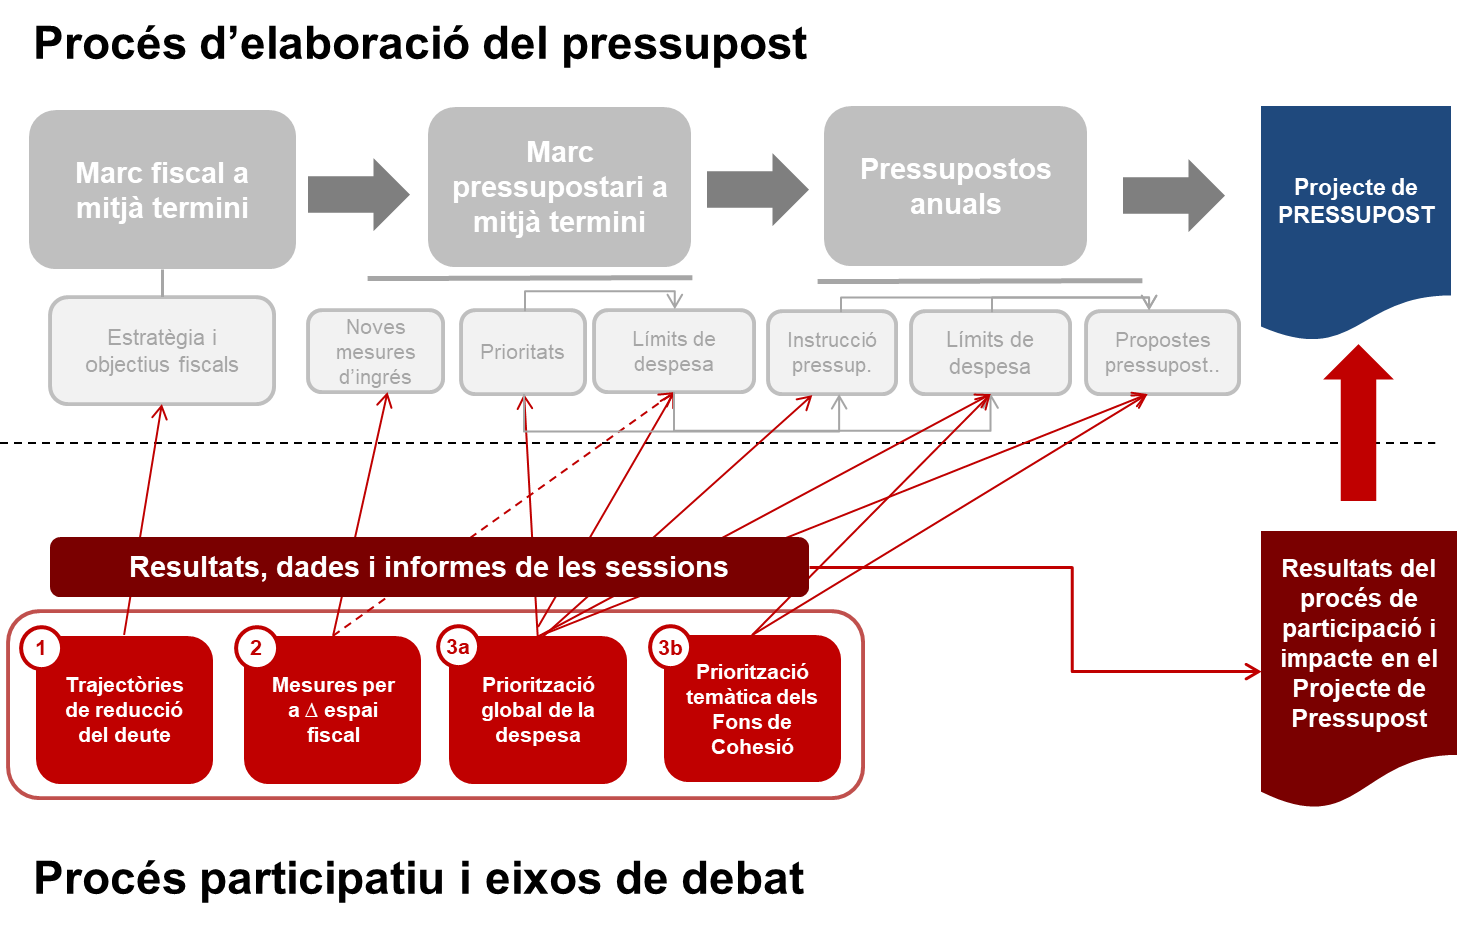 Procés d’elaboració del pressupost
Marc fiscal a
mitjà termini
Marc
pressupostari a
mitjà termini
Pressupostos
anuals
Projecte de
PRESSUPOST
Estratègia i
objectius fiscals
Noves
mesures
d’ingrés
Prioritats
Límits de
despesa
Instrucció
pressup.
Límits de
despesa
Propostes
pressupost..
Resultats, dades i informes de les sessions
1
Trajectòries
de reducció
del deute
2
Mesures per
a Δ espai
fiscal
3a
Priorització
global de la
despesa
3b
Priorització
temàtica dels
Fons de
Cohesió
Resultats del
procés de
participació i
impacte en el
Projecte de
Pressupost
Procés participatiu i eixos de debat